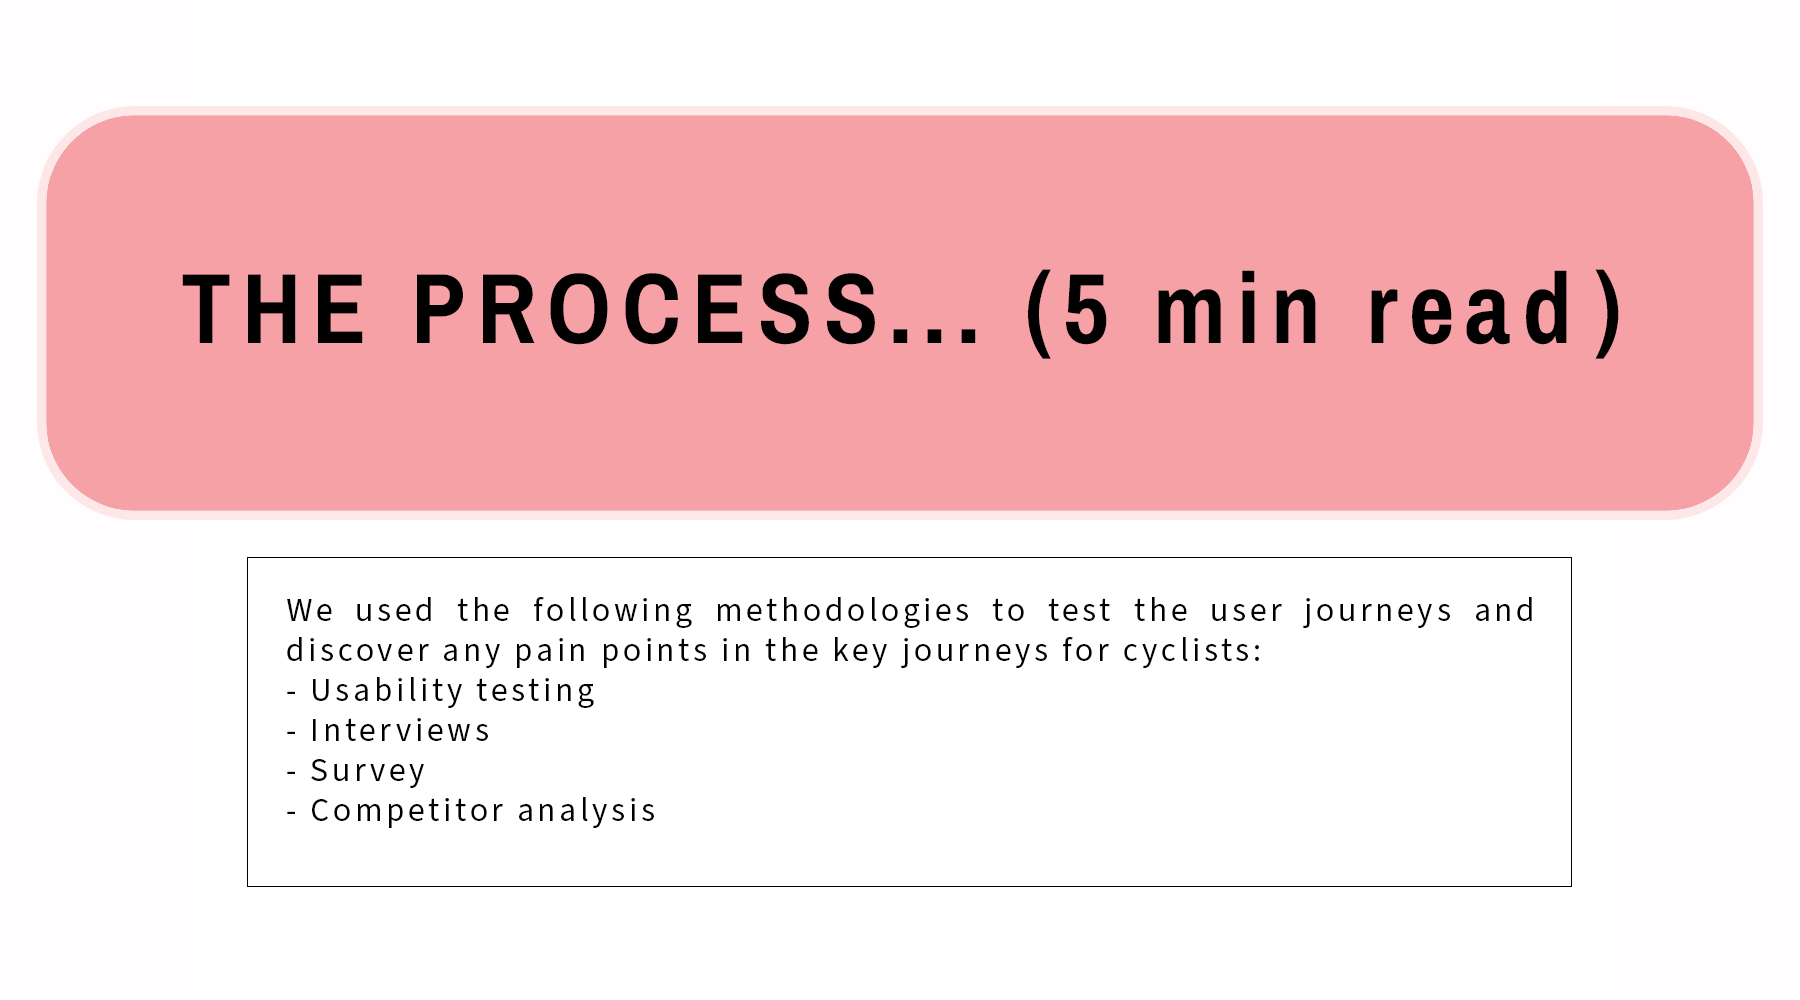 THE PROCESS... (5 min read)
We used the following methodologies to test the user journeys and
discover any pain points in the key journeys for cyclists:
- Usability testing
- Interviews
- Survey
- Competitor analysis